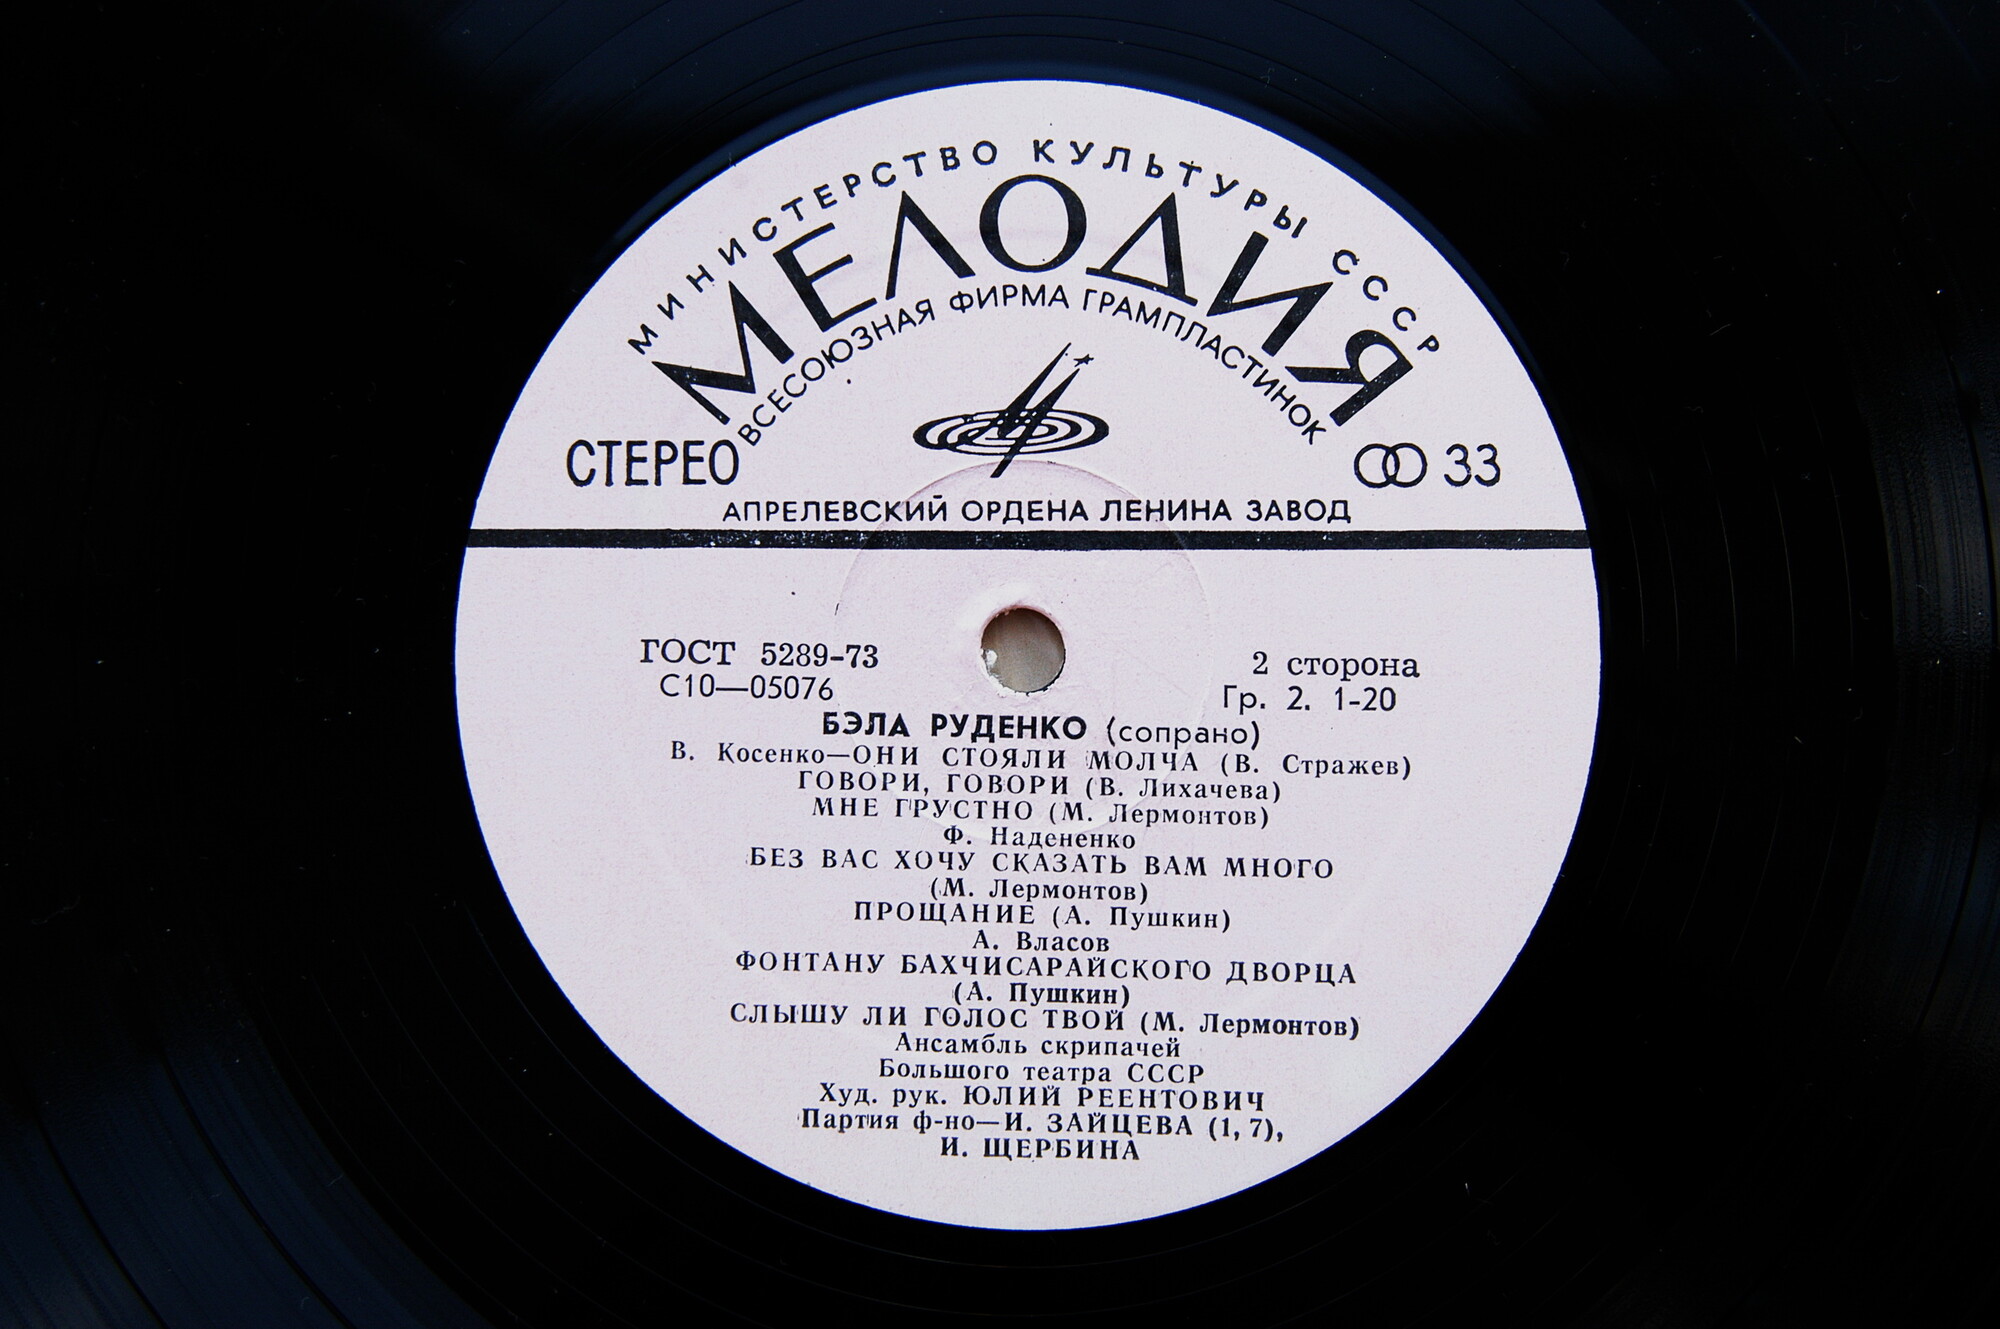 МИНИСТЕРСТВО КУЛЬТУРЫ СССР
МЕЛОДИЯ
ВСЕСОЮЗНАЯ ФИРМА ГРАМПЛАСТИНОК
СТЕРЕО
33
АПРЕЛЕВСКИЙ ОРДЕНА ЛЕНИНА ЗАВОД
ГОСТ 5289-73
2 сторона
С10—05076
Гр. 2. 1-20
БЭЛА РУДЕНКО (сопрано)
В. Косенко—ОНИ СТОЯЛИ МОЛЧА (В. Стражев)
ГОВОРИ, ГОВОРИ (В. Лихачева)
МНЕ ГРУСТНО (М. Лермонтов)
Ф. Надененко
БЕЗ ВАС ХОЧУ СКАЗАТЬ ВАМ МНОГО
(М. Лермонтов)
ПРОЩАНИЕ (А. Пушкин)
А. Власов
ФОНТАНУ БАХЧИСАРАЙСКОГО ДВОРЦА
(А. Пушкин)
СЛЫШУ ЛИ ГОЛОС ТВОЙ (М. Лермонтов)
Ансамбль скрипачей
Большого театра СССР
Худ. рук. ЮЛИЙ РЕЕНТОВИЧ
Партия ф-но—И. ЗАЙЦЕВА (1, 7),
И. ЩЕРБИНА